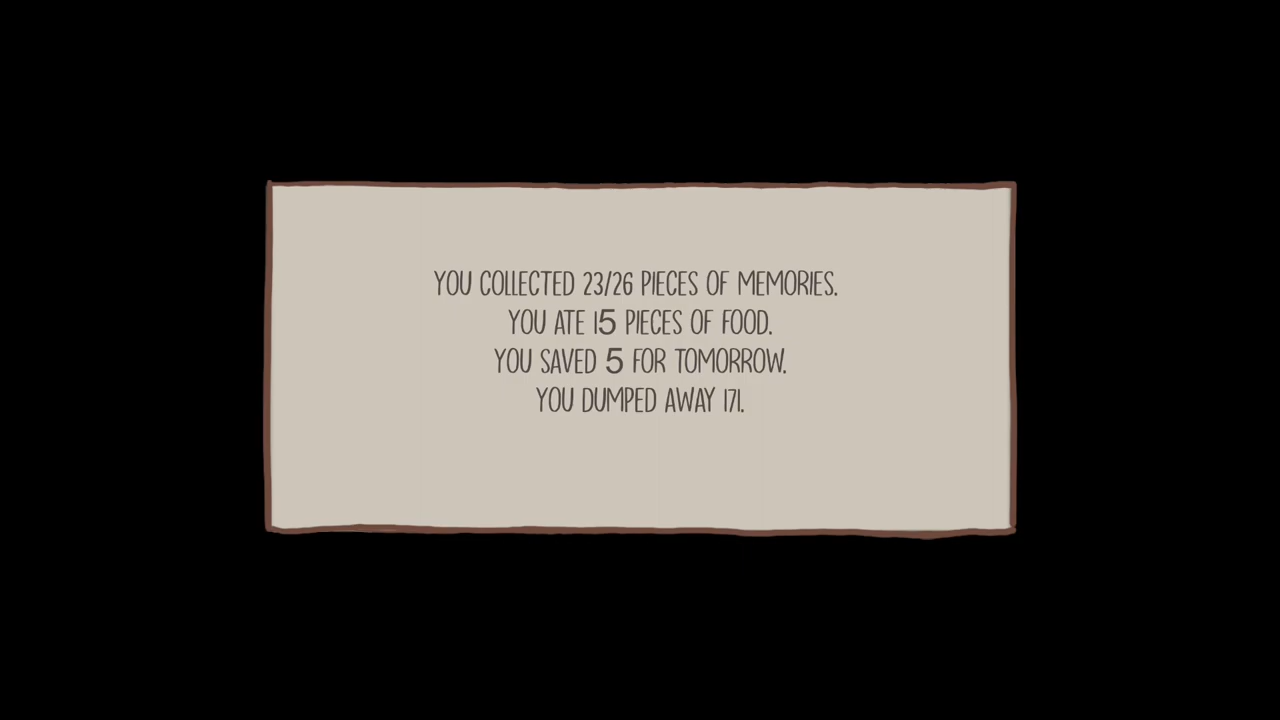 YOU COLLECTED 23/26 PIECES OF MEMORIES.
YOU ATE 15 PIECES OF FOOD.
YOU SAVED 5 FOR TOMORROW.
YOU DUMPED AWAY 171.